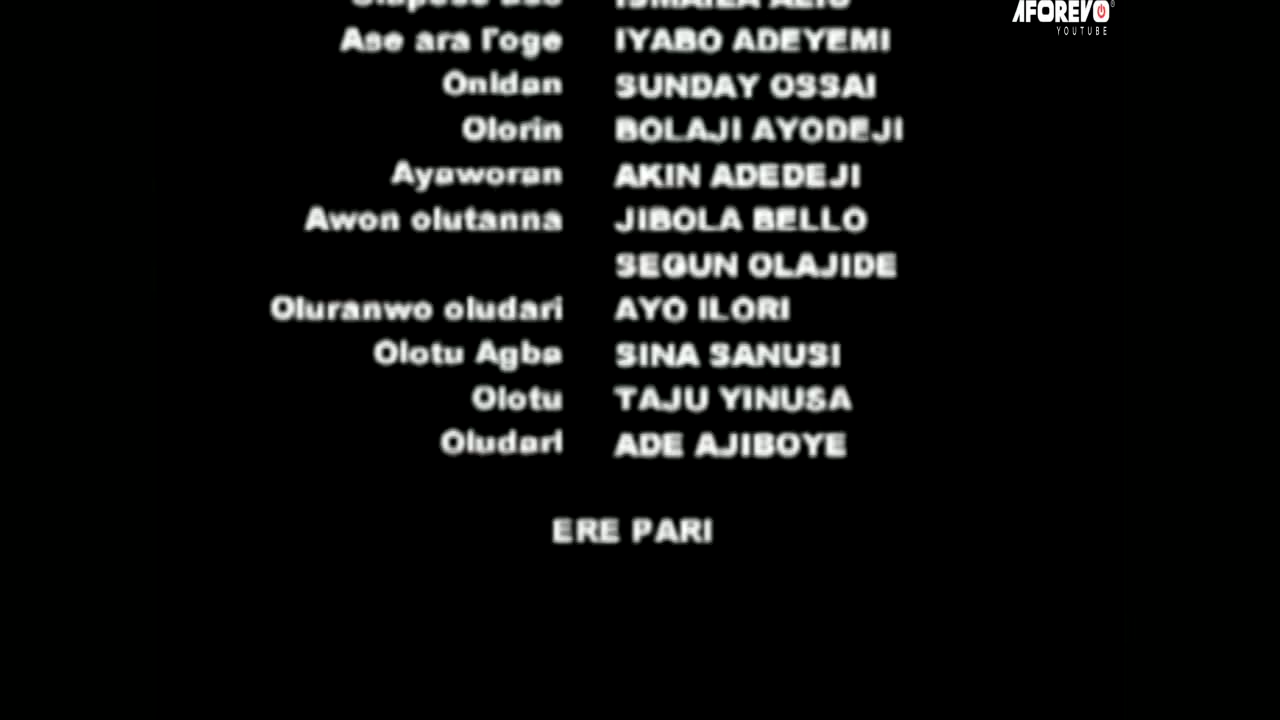 AFOREVO
YOUTUBE
Ase ara l'oge IYABO ADEYEMI
Onidan SUNDAY OSSAI
Olorin BOLAJI AYODEJI
Ayaworan AKIN ADEDEJI
Awon olutanna JIBOLA BELLO
SEGUN OLAJIDE
Oluranwo oludari AYO ILORI
Olotu Agba SINA SANUSI
Olotu TAJU YINUSA
Oludari ADE AJIBOYE
ERE PARI